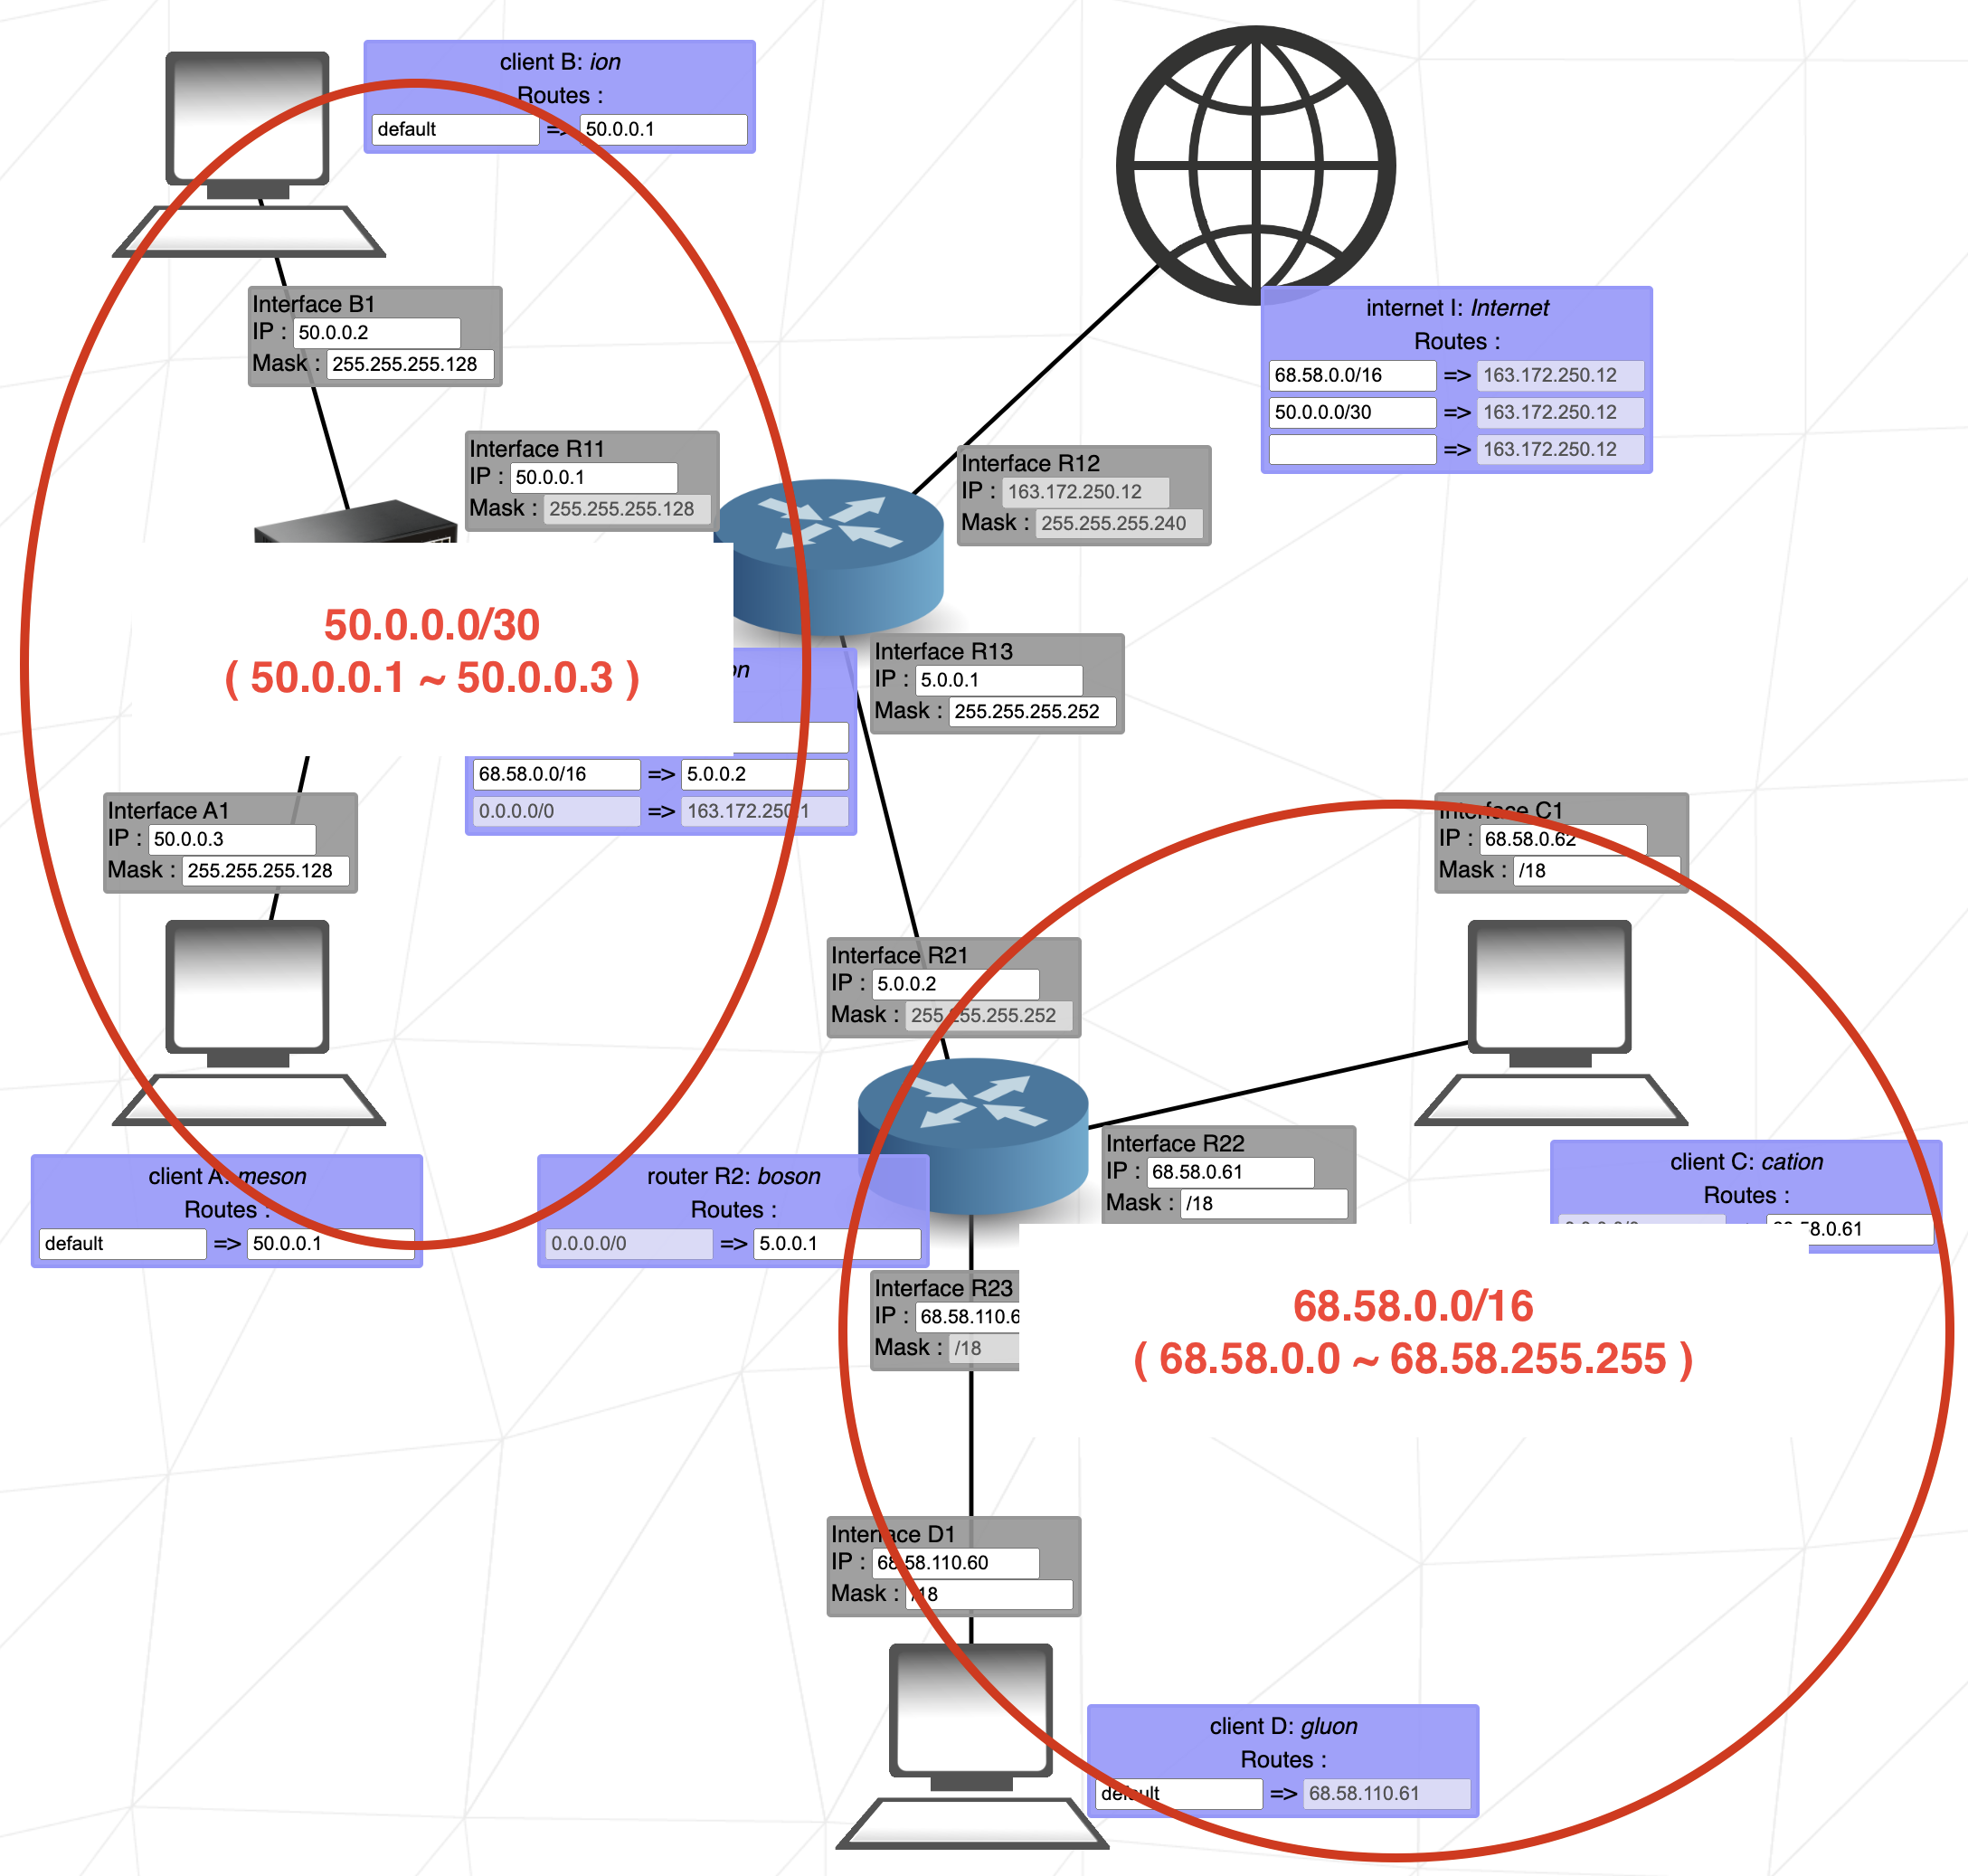 client B: ion
Routes :
default => 50.0.0.1
Interface B1
IP : 50.0.0.2
Mask : 255.255.255.128
internet I: Internet
Routes :
68.58.0.0/16 => 163.172.250.12
50.0.0.0/30 => 163.172.250.12
=> 163.172.250.12
Interface R11
IP : 50.0.0.1
Mask : 255.255.255.128
Interface R12
IP : 163.172.250.12
Mask : 255.255.255.240
50.0.0.0/30
( 50.0.0.1 ~ 50.0.0.3 )
Interface R13
IP : 5.0.0.1
Mask : 255.255.255.252
68.58.0.0/16 => 5.0.0.2
0.0.0.0/0 => 163.172.250.1
Interface A1
IP : 50.0.0.3
Mask : 255.255.255.128
Interface C1
IP : 68.58.0.62
Mask : /18
Interface R21
IP : 5.0.0.2
Mask : 255.255.255.252
client A: meson
Routes :
default => 50.0.0.1
router R2: boson
Routes :
0.0.0.0/0 => 5.0.0.1
Interface R22
IP : 68.58.0.61
Mask : /18
client C: cation
Routes :
68.58.0.61
Interface R23
IP : 68.58.110.6
Mask : /18
68.58.0.0/16
( 68.58.0.0 ~ 68.58.255.255 )
Interface D1
IP : 68.58.110.60
Mask : /18
client D: gluon
Routes :
default => 68.58.110.61